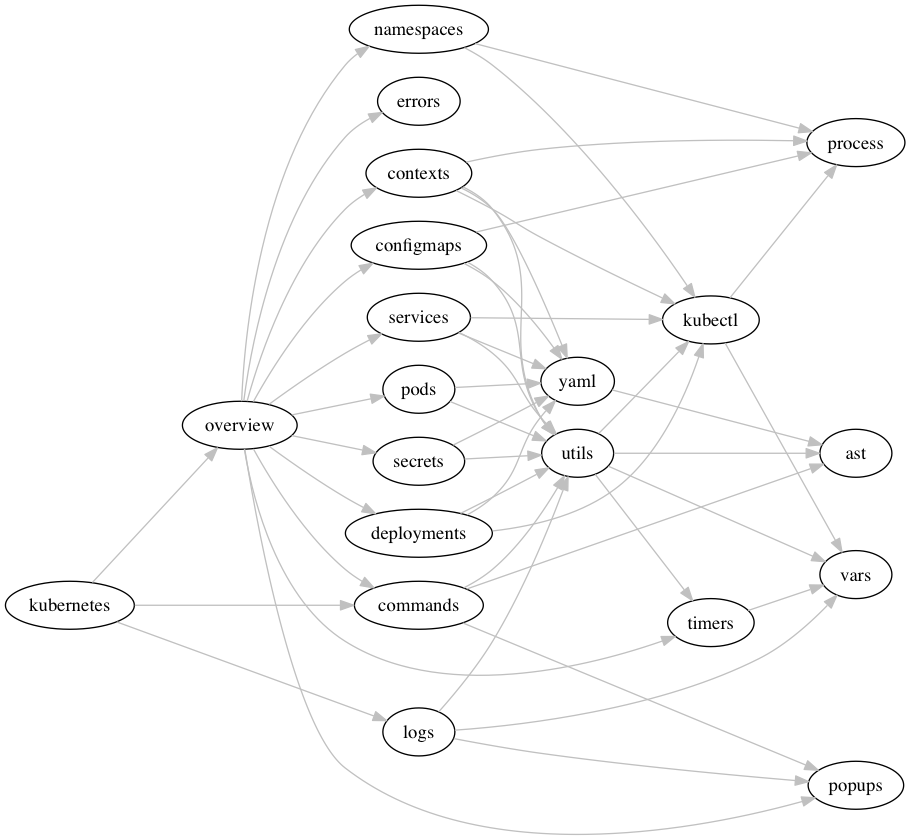 namespaces
errors
process
contexts
configmaps
services
kubectl
pods
yaml
overview
secrets
utils
ast
deployments
vars
kubernetes
commands
timers
logs
popups